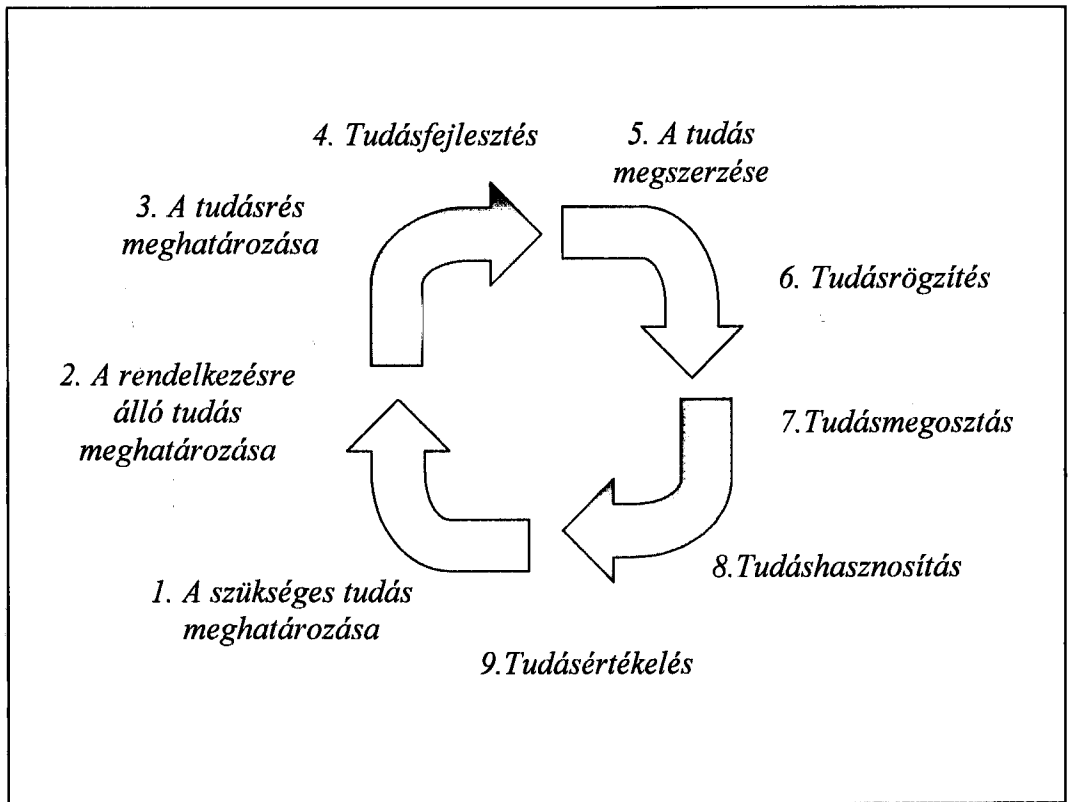 4. Tudásfejlesztés
5. A tudás
megszerzése
3. A tudásrés
meghatározása
6. Tudásrögzítés
2. A rendelkezésre
álló tudás
meghatározása
7.Tudásmegosztás
8.Tudáshasznosítás
1. A szükséges tudás
meghatározása
9.Tudásértékelés